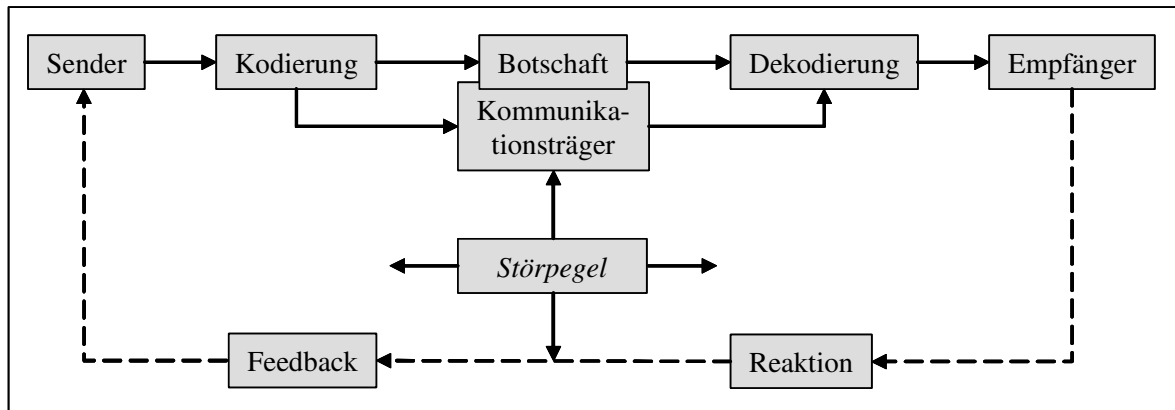 Sender
Kodierung
Botschaft
Dekodierung
Empfänger
Kommunika-
tionsträger
Störpegel
Feedback
Reaktion